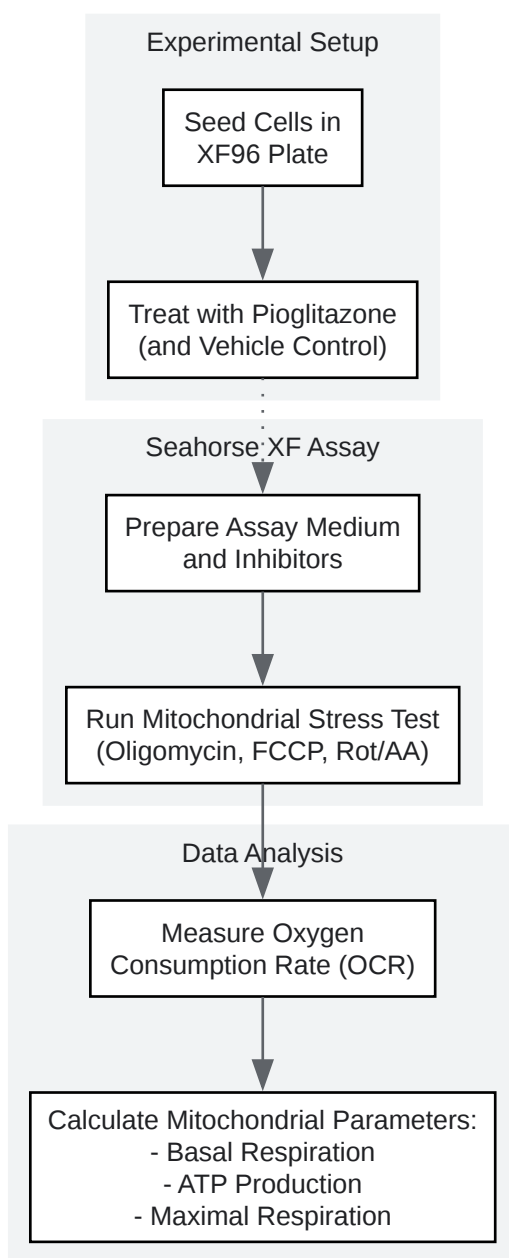 Experimental Setup
Seed Cells in
XF96 Plate
Treat with Pioglitazone
(and Vehicle Control)
Seahorse XF Assay
Prepare Assay Medium
and Inhibitors
Run Mitochondrial Stress Test
(Oligomycin, FCCP, Rot/AA)
Data Analysis
Measure Oxygen
Consumption Rate (OCR)
Calculate Mitochondrial Parameters:
- Basal Respiration
- ATP Production
- Maximal Respiration